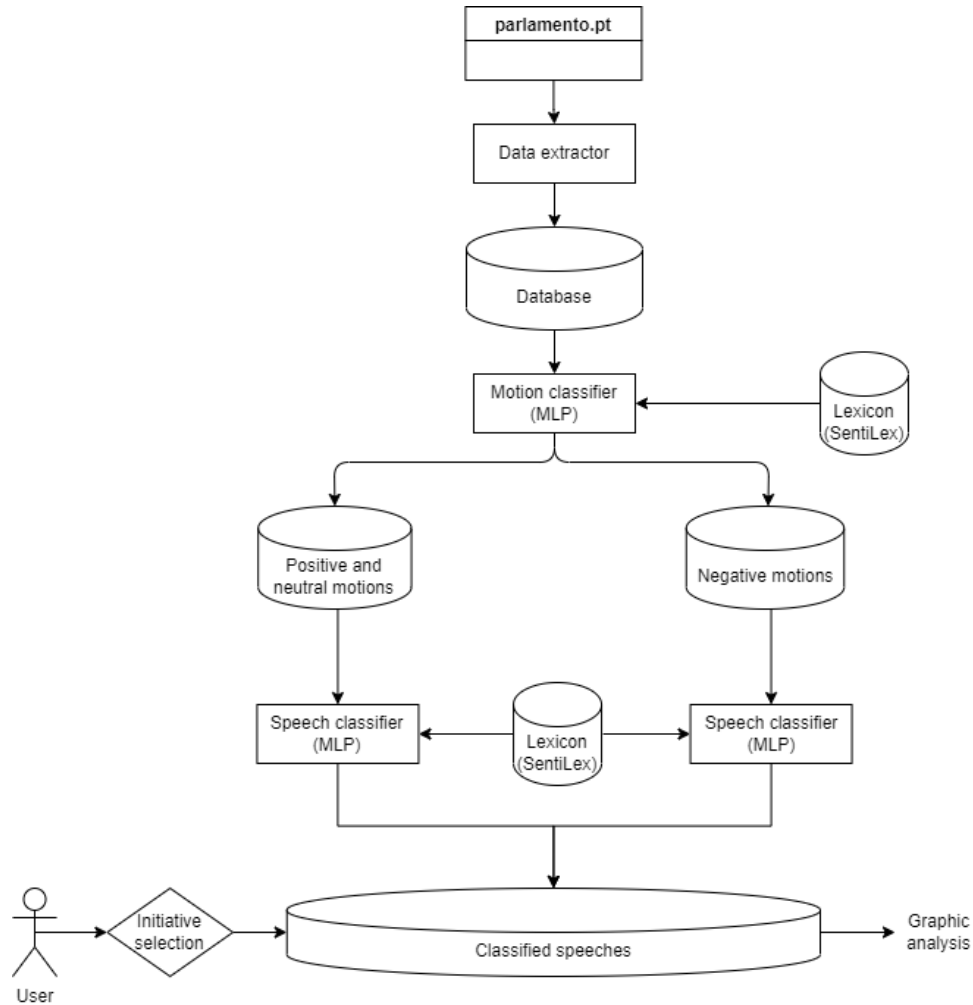 parlamento.pt
Data extractor
Database
Motion classifier
(MLP)
Lexicon
(SentiLex)
Positive and
neutral motions
Negative motions
Speech classifier
(MLP)
Lexicon
(SentiLex)
Speech classifier
(MLP)
Initiative
selection
Classified speeches
Graphic
analysis
User